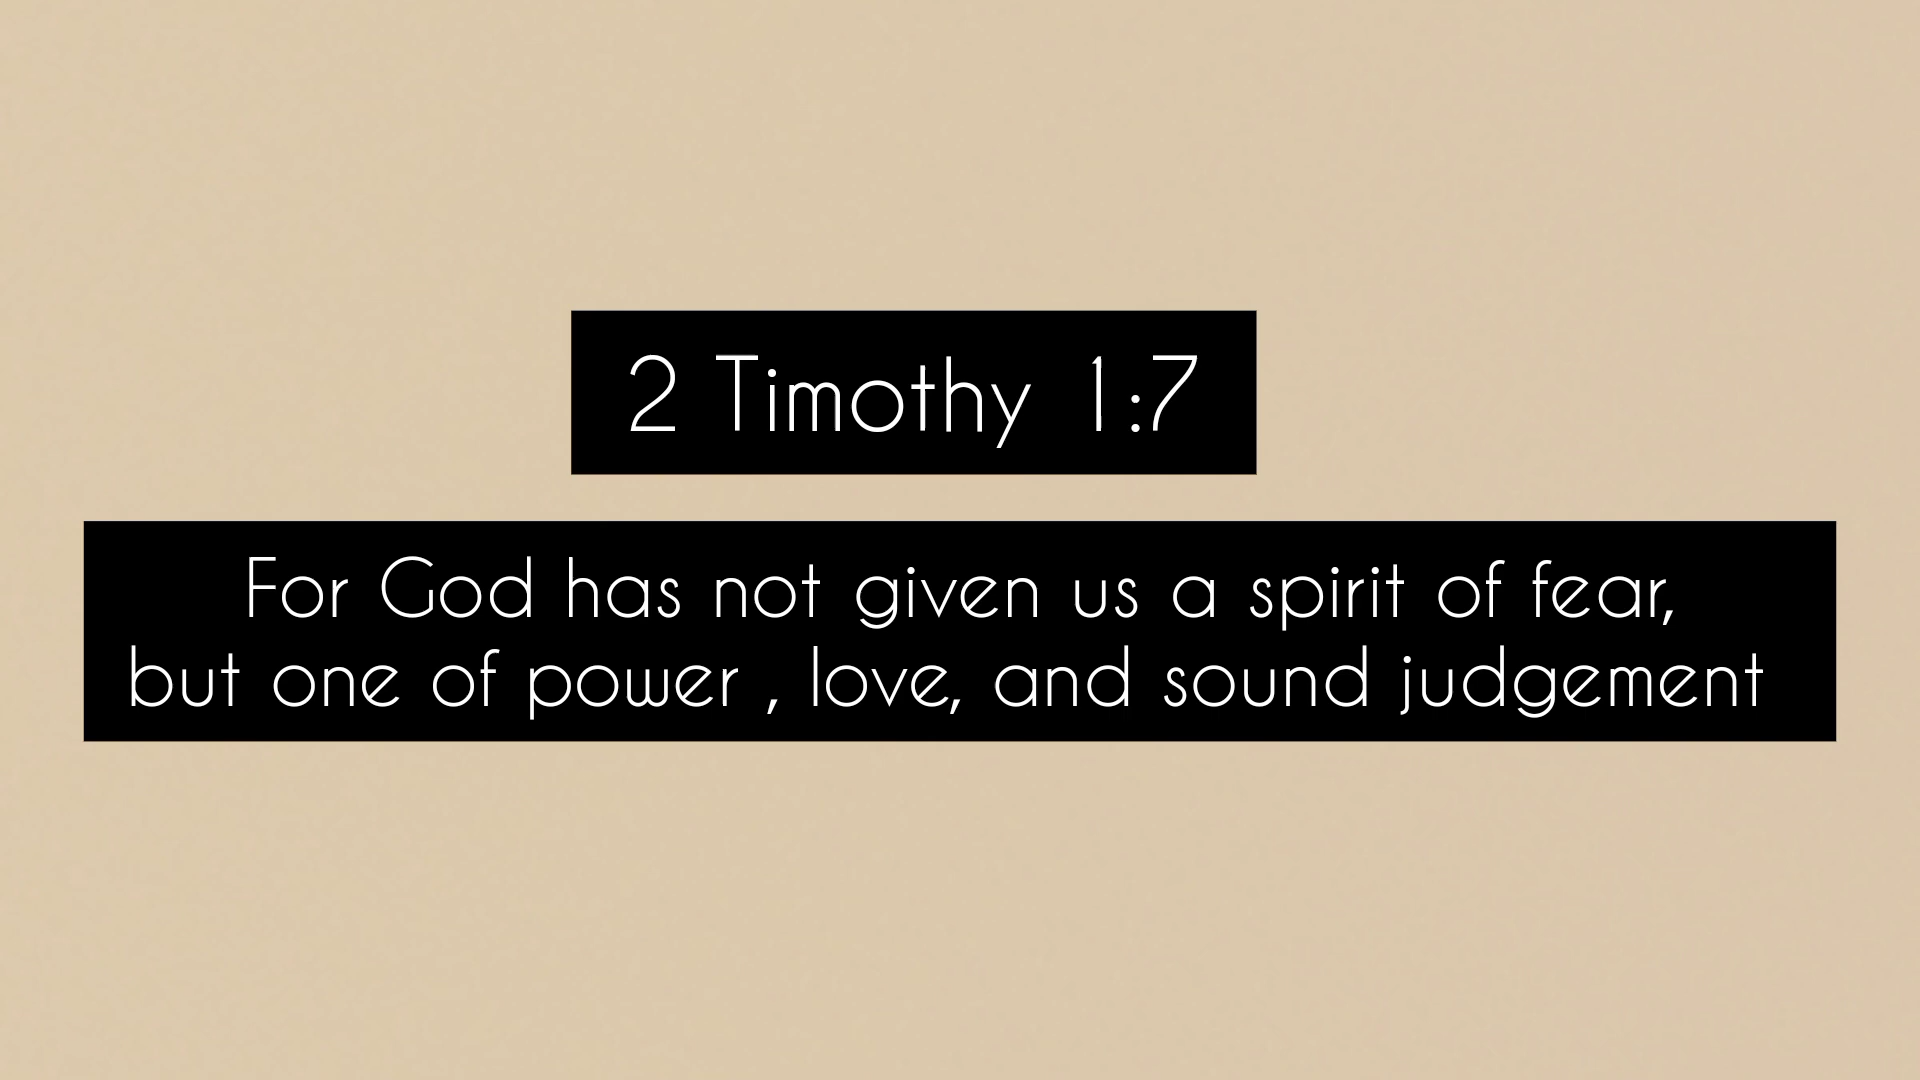 2 Timothy 1:7
For God has not given us a spirit of fear,
but one of power , love, and sound judgement